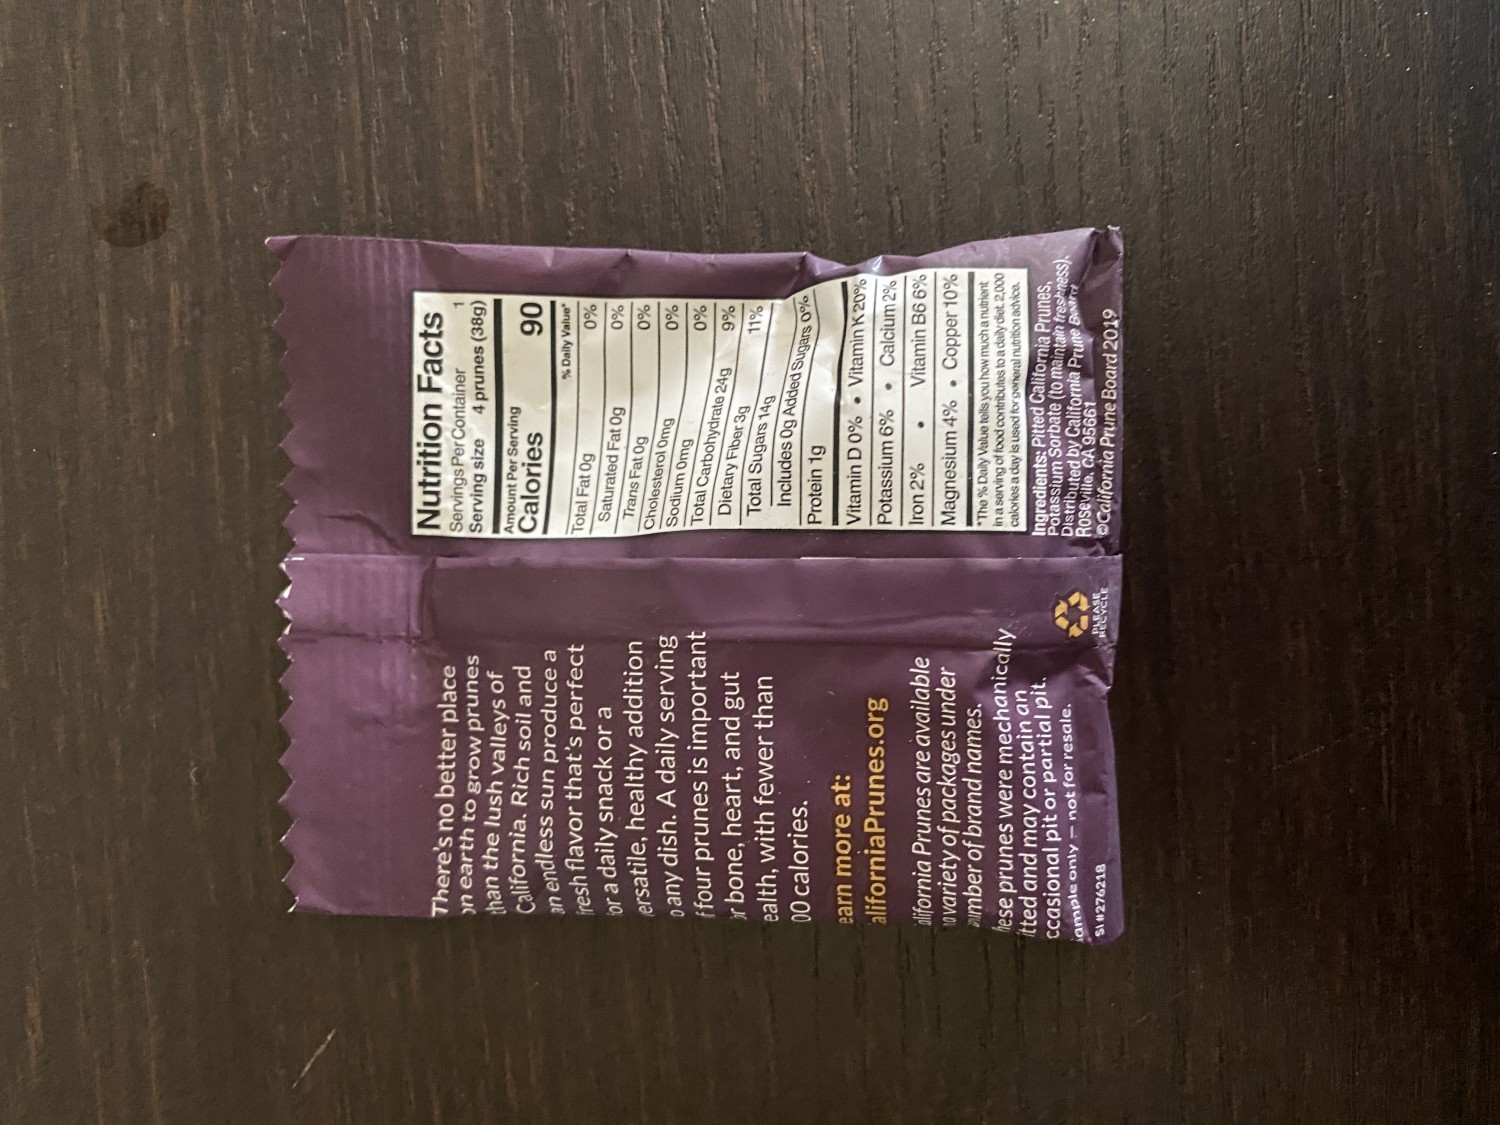 There's no better place
on earth to grow prunes
than the lush valleys of
California. Rich soil and
an endless sun produce a
resh flavor that's perfect
or a daily snack or a
ersatile, healthy addition
o any dish. A daily serving
f four prunes is important
r bone, heart, and gut
ealth, with fewer than
00 calories.
earn more at:
aliforniaPrunes.org
alifornia Prunes are available
variety of packages under
umber of brand names.
hese prunes were mechanically
itted and may contain an
ccasional pit or partial pit.
ample only – not for resale.
SI#276218
PLEASE
RECYCLE
Nutrition Facts
Servings Per Container 1
Serving size 4 prunes (38g)
Amount Per Serving
Calories 90
% Daily Value*
Total Fat 0g 0%
Saturated Fat 0g 0%
Trans Fat 0g 0%
Cholesterol 0mg 0%
Sodium 0mg 0%
Total Carbohydrate 24g 9%
Dietary Fiber 3g 11%
Total Sugars 14g
Includes 0g Added Sugars 0%
Protein 1g
Vitamin D 0% • Vitamin K 20%
Potassium 6% • Calcium 2%
Iron 2% • Vitamin B6 6%
Magnesium 4% • Copper 10%
*The % Daily Value tells you how much a nutrient
in a serving of food contributes to a daily diet. 2,000
calories a day is used for general nutrition advice.
Ingredients: Pitted California Prunes,
Potassium Sorbate (to maintain freshness).
Distributed by California Prune Board
Roseville, CA 95661
©California Prune Board 2019